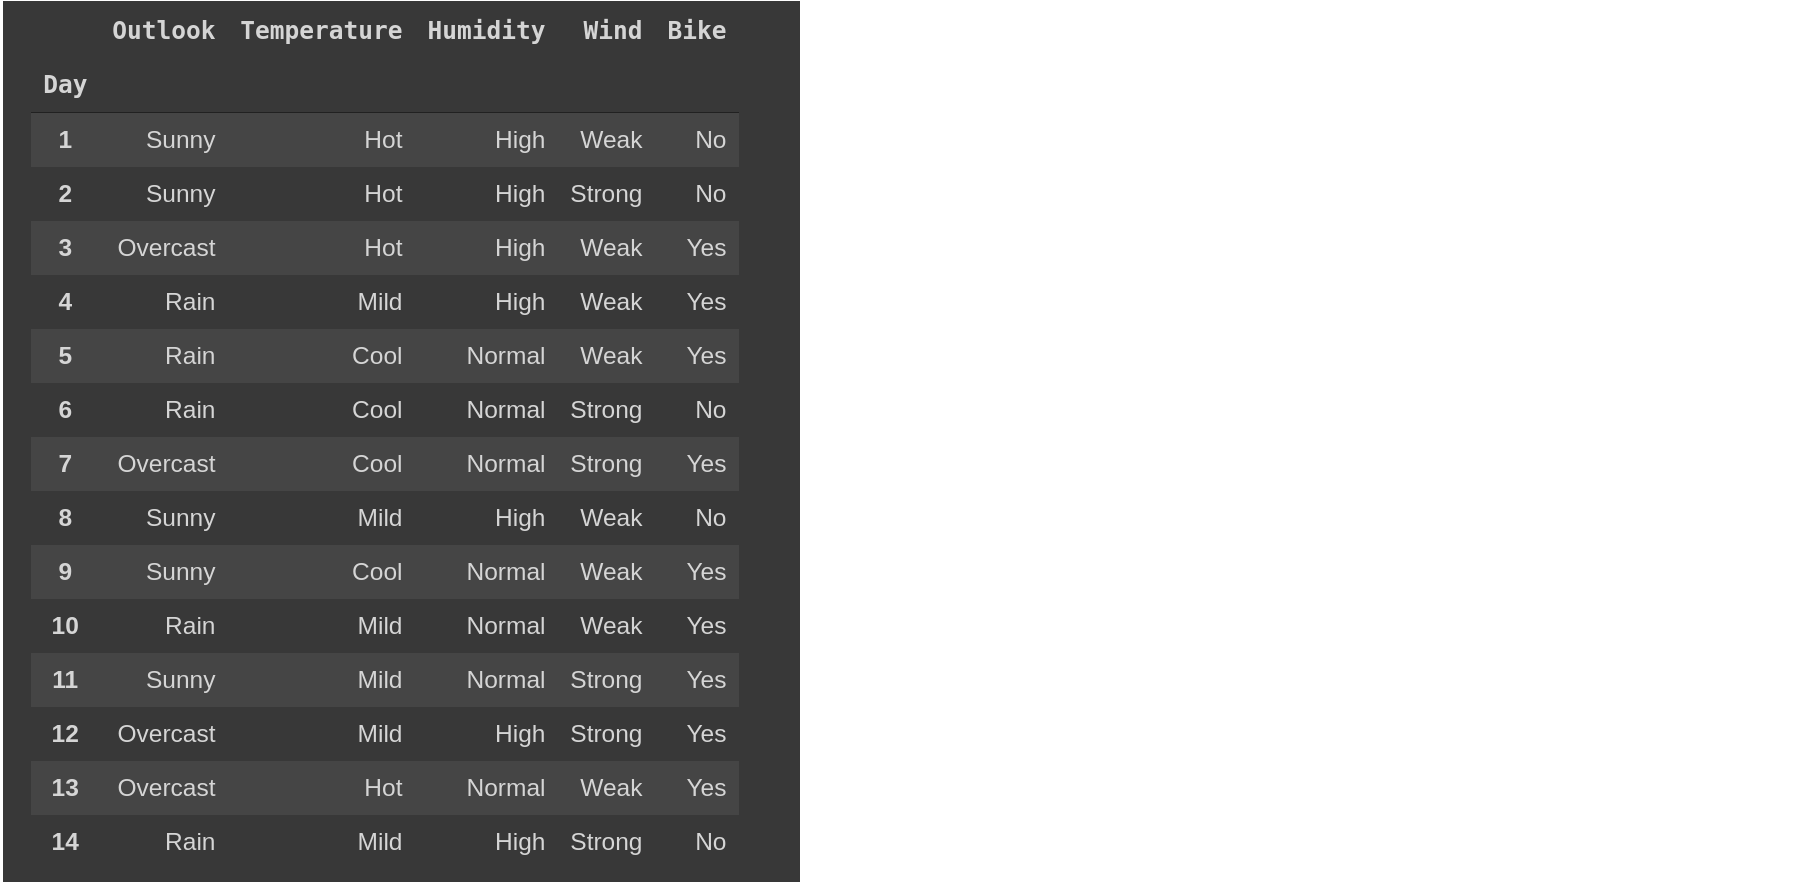 Outlook Temperature Humidity Wind Bike
Day
1 Sunny Hot High Weak No
2 Sunny Hot High Strong No
3 Overcast Hot High Weak Yes
4 Rain Mild High Weak Yes
5 Rain Cool Normal Weak Yes
6 Rain Cool Normal Strong No
7 Overcast Cool Normal Strong Yes
8 Sunny Mild High Weak No
9 Sunny Cool Normal Weak Yes
10 Rain Mild Normal Weak Yes
11 Sunny Mild Normal Strong Yes
12 Overcast Mild High Strong Yes
13 Overcast Hot Normal Weak Yes
14 Rain Mild High Strong No